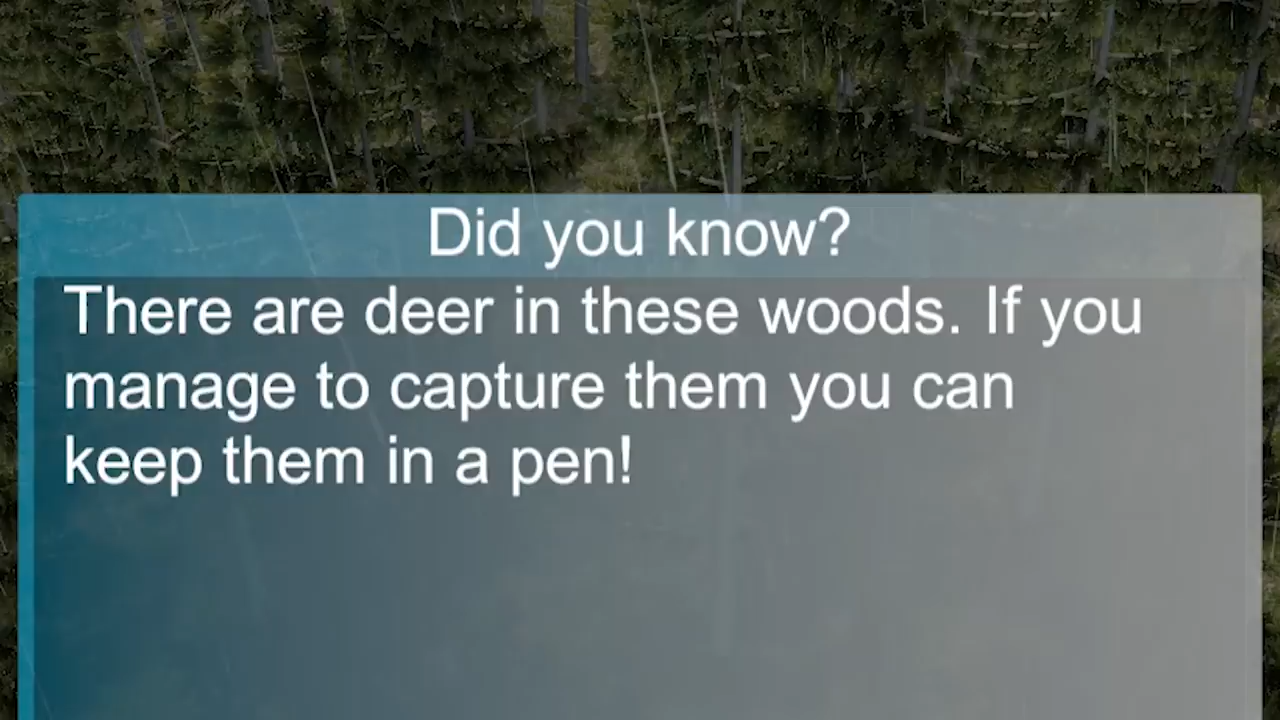 Did you know?
There are deer in these woods. If you
manage to capture them you can
keep them in a pen!